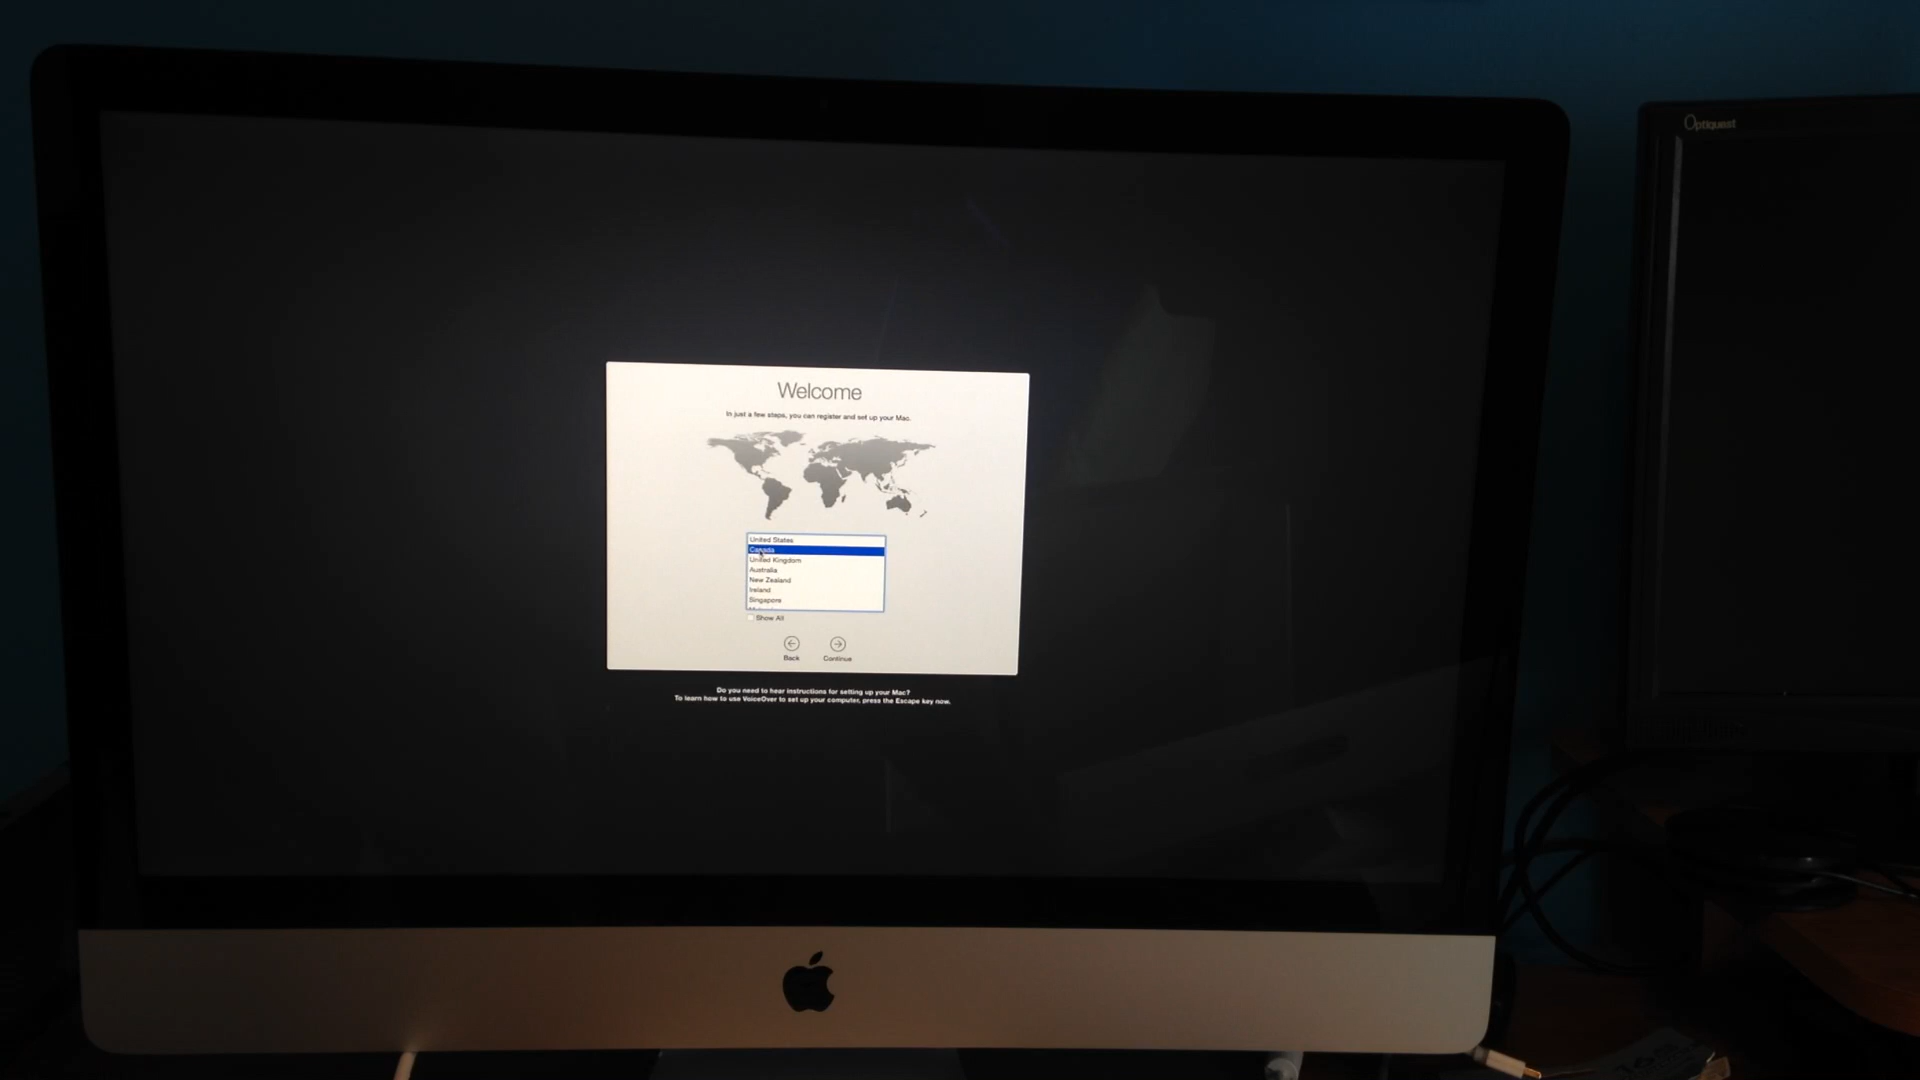 Optiquest
Welcome
In just a few steps, you can register and set up your Mac.
United States
Canada
United Kingdom
Australia
New Zealand
Ireland
Singapore
Show All
Back
Continue
Do you need to hear instructions for setting up your Mac?
To learn how to use VoiceOver to set up your computer, press the Escape key now.